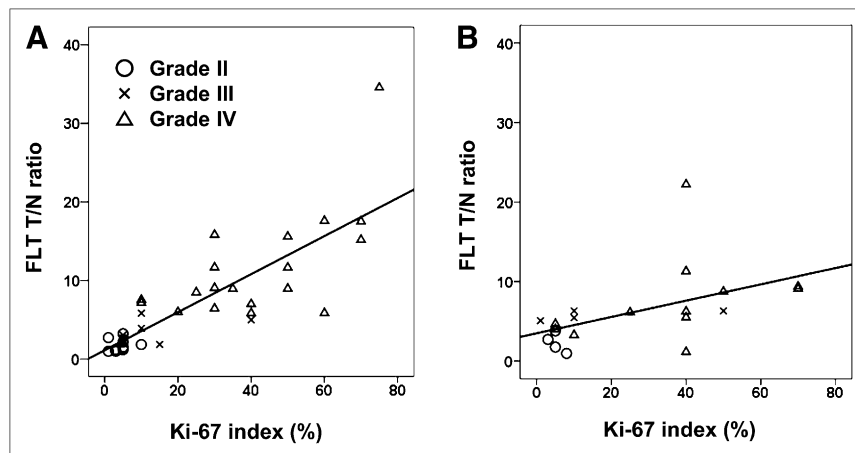 A
40
30
20
10
0
FLT T/N ratio
Grade II
Grade III
Grade IV
0 20 40 60 80
Ki-67 index (%)
B
40
30
20
10
0
FLT T/N ratio
0 20 40 60 80
Ki-67 index (%)